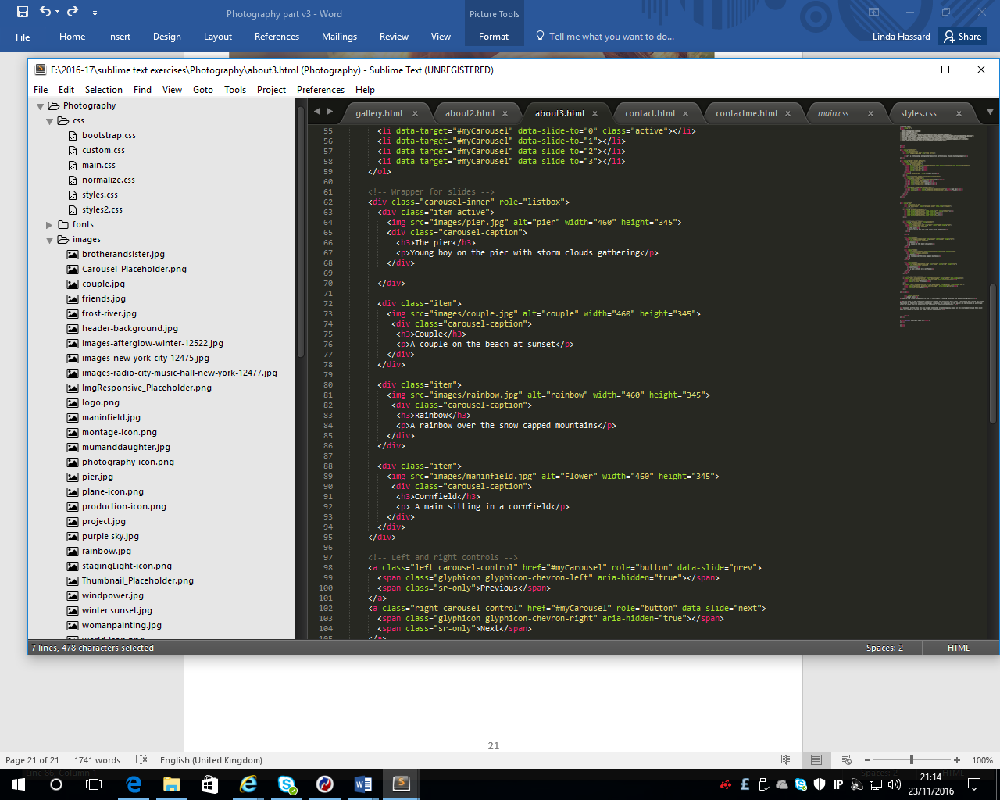 Photography part v3 - Word
Picture Tools
File Home Insert Design Layout References Mailings Review View Format Tell me what you want to do... Linda Hassard Share
E:\2016-17\sublime text exercises\Photography\about3.html (Photography) - Sublime Text (UNREGISTERED)
File Edit Selection Find View Goto Tools Project Preferences Help
Photography
css
bootstrap.css
custom.css
main.css
normalize.css
styles.css
styles2.css
fonts
images
brotherandsister.jpg
Carousel_Placeholder.png
couple.jpg
friends.jpg
frost-river.jpg
header-background.jpg
images-afterglow-winter-12522.jpg
images-new-york-city-12475.jpg
images-radio-city-music-hall-new-york-12477.jpg
ImgResponsive_Placeholder.png
logo.png
maninfield.jpg
montage-icon.png
mumanddaughter.jpg
photography-icon.png
pier.jpg
plane-icon.png
production-icon.png
project.jpg
purple sky.jpg
rainbow.jpg
stagingLight-icon.png
Thumbnail_Placeholder.png
windpower.jpg
winter sunset.jpg
womanpainting.jpg
world-icon.png
gallery.html × about2.html × about3.html × contact.html × contactme.html × main.css × styles.css ×
55 <li data-target="#myCarousel" data-slide-to="0" class="active"></li>
56 <li data-target="#myCarousel" data-slide-to="1"></li>
57 <li data-target="#myCarousel" data-slide-to="2"></li>
58 <li data-target="#myCarousel" data-slide-to="3"></li>
59 </ol>
60
61 <!-- Wrapper for slides -->
62 <div class="carousel-inner" role="listbox">
63 <div class="item active">
64 <img src="images/pier.jpg" alt="pier" width="460" height="345">
65 <div class="carousel-caption">
66 <h3>The pier</h3>
67 <p>Young boy on the pier with storm clouds gathering</p>
68 </div>
69
70 </div>
71
72 <div class="item">
73 <img src="images/couple.jpg" alt="couple" width="460" height="345">
74 <div class="carousel-caption">
75 <h3>Couple</h3>
76 <p>A couple on the beach at sunset</p>
77 </div>
78 </div>
79
80 <div class="item">
81 <img src="images/rainbow.jpg" alt="rainbow" width="460" height="345">
82 <div class="carousel-caption">
83 <h3>Rainbow</h3>
84 <p>A rainbow over the snow capped mountains</p>
85 </div>
86 </div>
87
88 <div class="item">
89 <img src="images/maninfield.jpg" alt="Flower" width="460" height="345">
90 <div class="carousel-caption">
91 <h3>Cornfield</h3>
92 <p> A main sitting in a cornfield</p>
93 </div>
94 </div>
95 </div>
96
97 <!-- Left and right controls -->
98 <a class="left carousel-control" href="#myCarousel" role="button" data-slide="prev">
99 <span class="glyphicon glyphicon-chevron-left" aria-hidden="true"></span>
100 <span class="sr-only">Previous</span>
101 </a>
102 <a class="right carousel-control" href="#myCarousel" role="button" data-slide="next">
103 <span class="glyphicon glyphicon-chevron-right" aria-hidden="true"></span>
104 <span class="sr-only">Next</span>
105 </a>
7 lines, 478 characters selected Spaces: 2 HTML
21
Page 21 of 21 1741 words English (United Kingdom) 100%
Line 86, Column 1 Spaces: 2 HTML
IP
21:14
23/11/2016